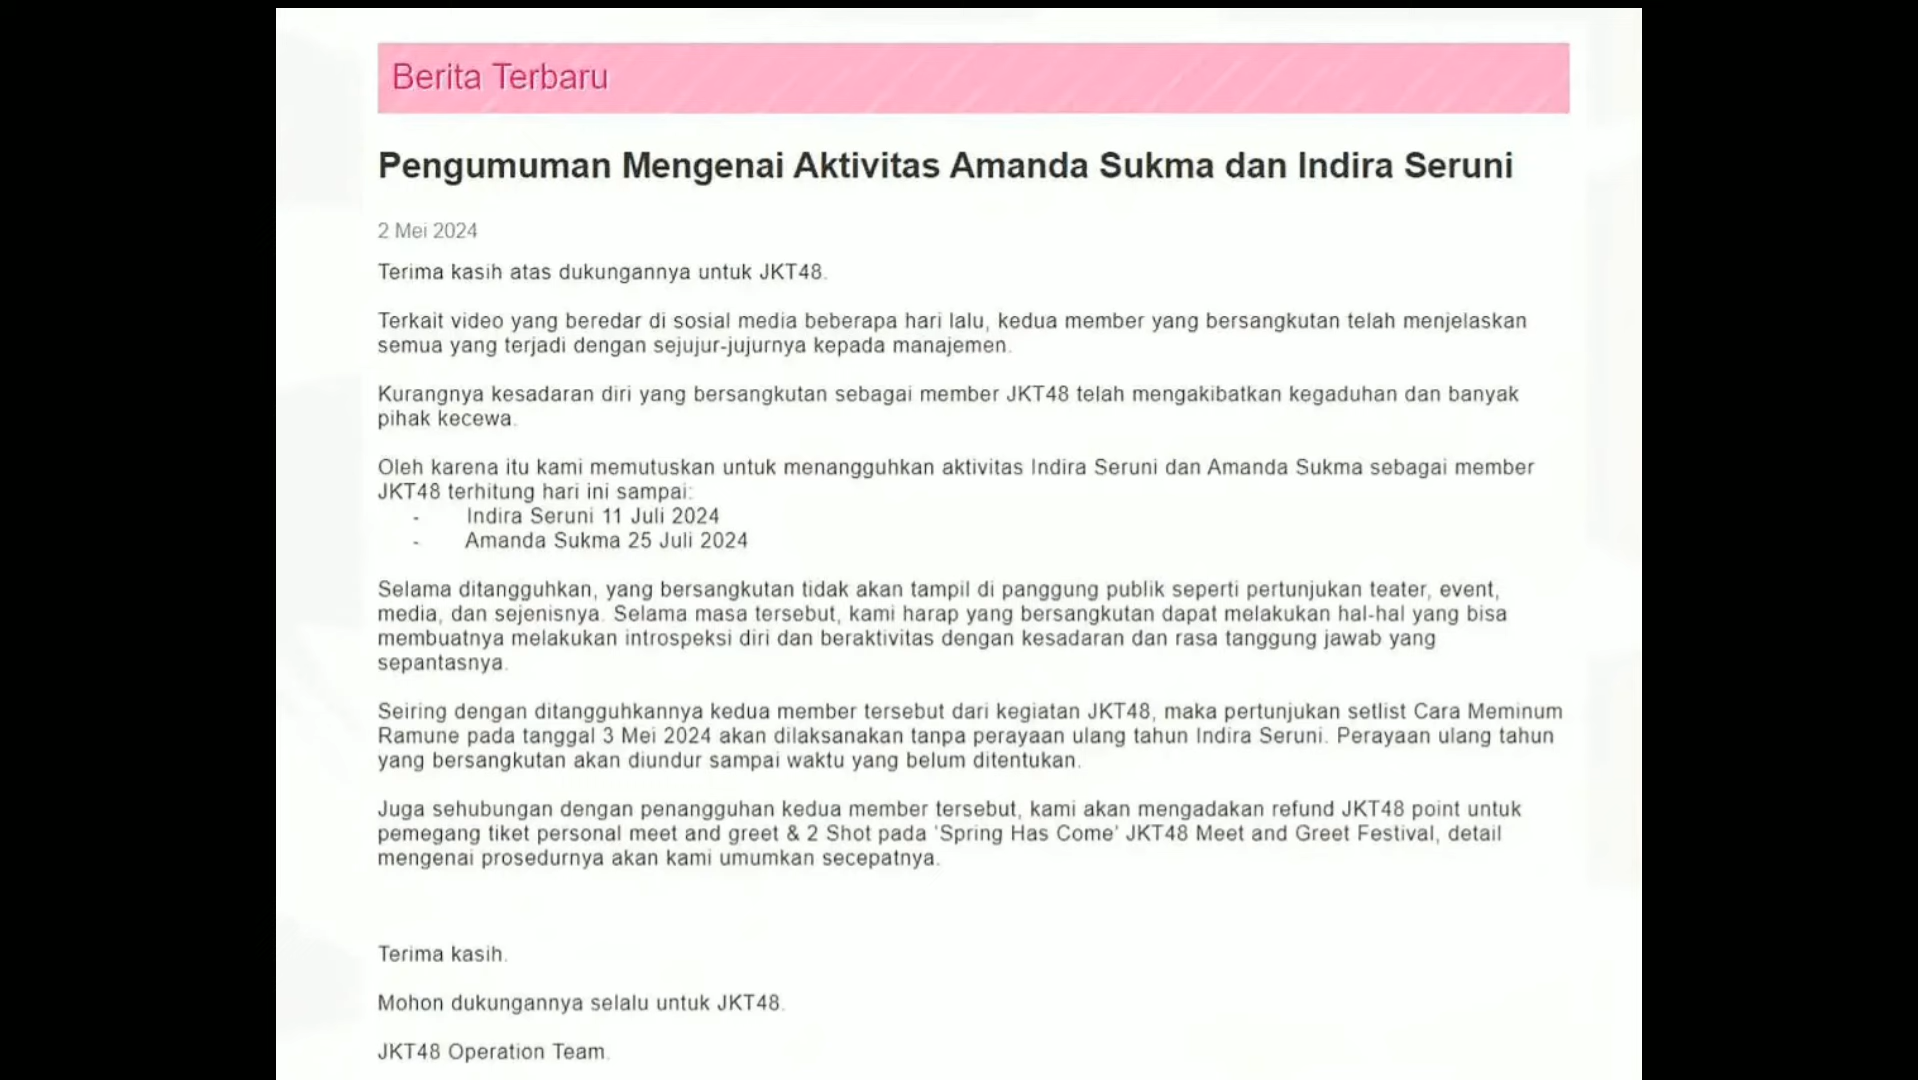 Berita Terbaru
Pengumuman Mengenai Aktivitas Amanda Sukma dan Indira Seruni
2 Mei 2024
Terima kasih atas dukungannya untuk JKT48.
Terkait video yang beredar di sosial media beberapa hari lalu, kedua member yang bersangkutan telah menjelaskan
semua yang terjadi dengan sejujur-jujurnya kepada manajemen.
Kurangnya kesadaran diri yang bersangkutan sebagai member JKT48 telah mengakibatkan kegaduhan dan banyak
pihak kecewa.
Oleh karena itu kami memutuskan untuk menangguhkan aktivitas Indira Seruni dan Amanda Sukma sebagai member
JKT48 terhitung hari ini sampai:
- Indira Seruni 11 Juli 2024
- Amanda Sukma 25 Juli 2024
Selama ditangguhkan, yang bersangkutan tidak akan tampil di panggung publik seperti pertunjukan teater, event,
media, dan sejenisnya. Selama masa tersebut, kami harap yang bersangkutan dapat melakukan hal-hal yang bisa
membuatnya melakukan introspeksi diri dan beraktivitas dengan kesadaran dan rasa tanggung jawab yang
sepantasnya.
Seiring dengan ditangguhkannya kedua member tersebut dari kegiatan JKT48, maka pertunjukan setlist Cara Meminum
Ramune pada tanggal 3 Mei 2024 akan dilaksanakan tanpa perayaan ulang tahun Indira Seruni. Perayaan ulang tahun
yang bersangkutan akan diundur sampai waktu yang belum ditentukan.
Juga sehubungan dengan penangguhan kedua member tersebut, kami akan mengadakan refund JKT48 point untuk
pemegang tiket personal meet and greet & 2 Shot pada 'Spring Has Come' JKT48 Meet and Greet Festival, detail
mengenai prosedurnya akan kami umumkan secepatnya.
Terima kasih.
Mohon dukungannya selalu untuk JKT48.
JKT48 Operation Team.